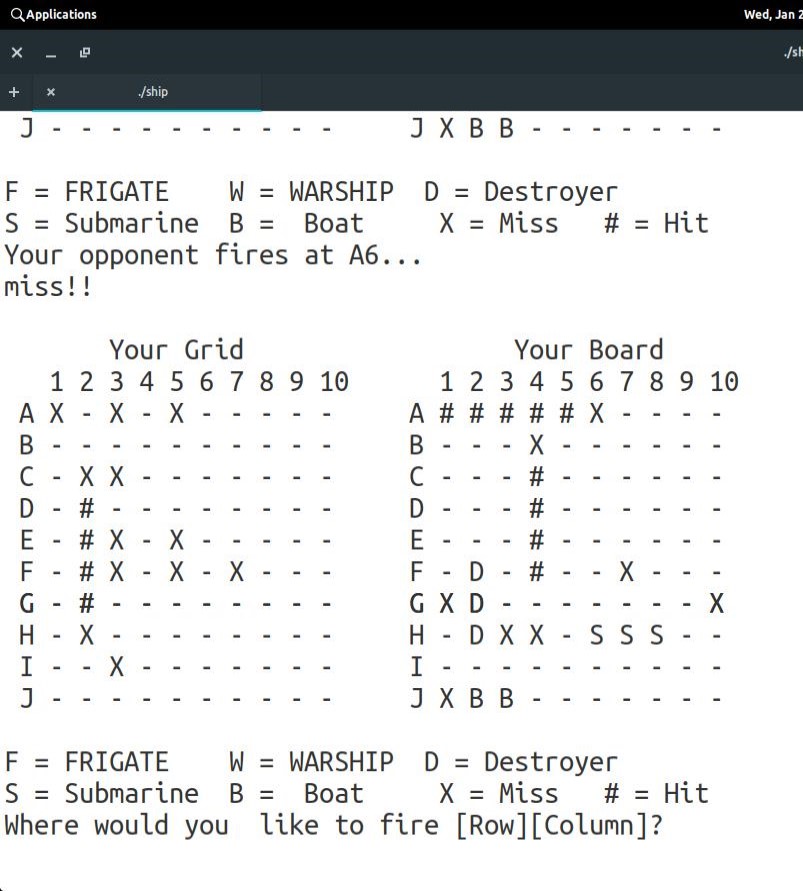 Applications Wed, Jan 2
./sh
+ × ./ship
J - - - - - - - - - -     J X B B - - - - - - -
F = FRIGATE    W = WARSHIP  D = Destroyer
S = Submarine  B =  Boat     X = Miss   # = Hit
Your opponent fires at A6...
miss!!
Your Grid                  Your Board
1 2 3 4 5 6 7 8 9 10      1 2 3 4 5 6 7 8 9 10
A X - X - X - - - - -     A # # # # # X - - - -
B - - - - - - - - - -     B - - - X - - - - - -
C - X X - - - - - - -     C - - - # - - - - - -
D - # - - - - - - - -     D - - - # - - - - - -
E - # X - X - - - - -     E - - - # - - - - - -
F - # X - X - X - - -     F - D - # - - X - - -
G - # - - - - - - - -     G X D - - - - - - - X
H - X - - - - - - - -     H - D X X - S S S - -
I - - X - - - - - - -     I - - - - - - - - - -
J - - - - - - - - - -     J X B B - - - - - - -
F = FRIGATE    W = WARSHIP  D = Destroyer
S = Submarine  B =  Boat     X = Miss   # = Hit
Where would you  like to fire [Row][Column]?